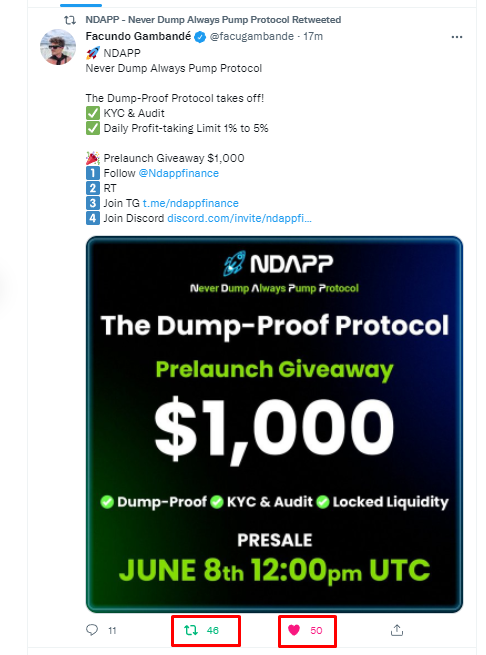 NDAPP - Never Dump Always Pump Protocol Retweeted
Facundo Gambandé @facugambande · 17m
🚀 NDAPP
Never Dump Always Pump Protocol
The Dump-Proof Protocol takes off!
✅ KYC & Audit
✅ Daily Profit-taking Limit 1% to 5%
🎉 Prelaunch Giveaway $1,000
1️⃣ Follow @Ndappfinance
2️⃣ RT
3️⃣ Join TG t.me/ndappfinance
4️⃣ Join Discord discord.com/invite/ndappfi...
NDAPP
Never Dump Always Pump Protocol
The Dump-Proof Protocol
Prelaunch Giveaway
$1,000
✅ Dump-Proof ✅ KYC & Audit ✅ Locked Liquidity
PRESALE
JUNE 8th 12:00pm UTC
11 46 50